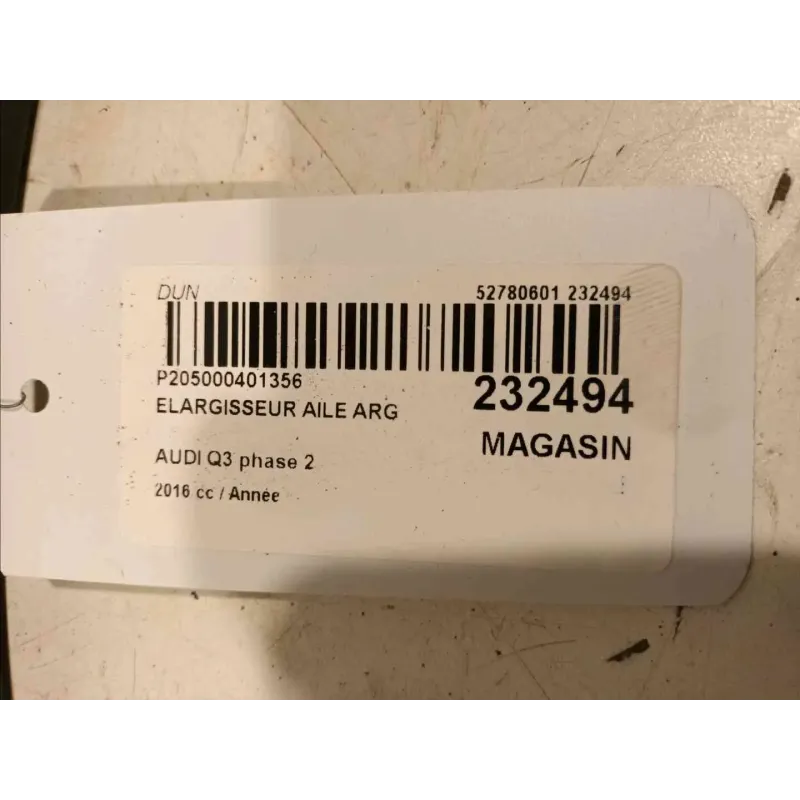 DUN 52780601 232494
P205000401356 232494
ELARGISSEUR AILE ARG
MAGASIN
AUDI Q3 phase 2
2016 cc / Année